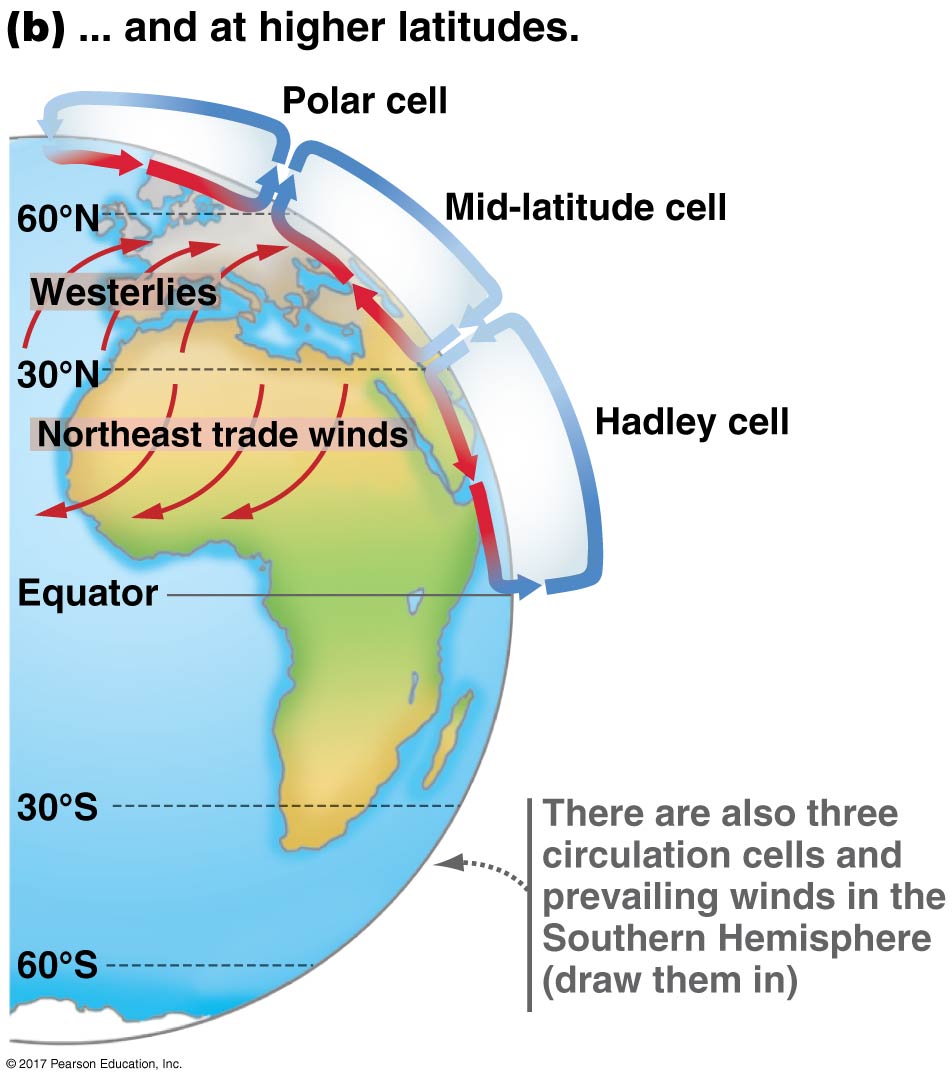 (b) ... and at higher latitudes.
Polar cell
Mid-latitude cell
60°N
Westerlies
30°N
Hadley cell
Northeast trade winds
Equator
30°S
There are also three
circulation cells and
prevailing winds in the
Southern Hemisphere
(draw them in)
60°S
© 2017 Pearson Education, Inc.